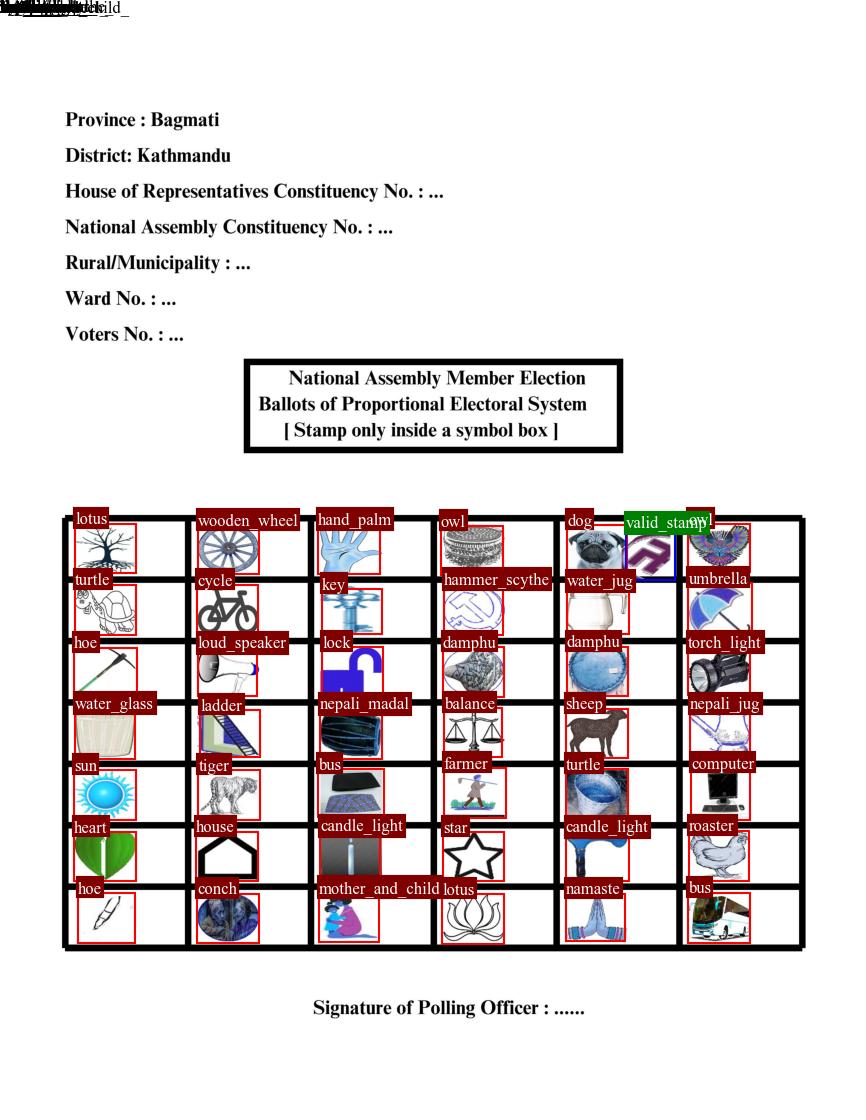 Province : Bagmati
District: Kathmandu
House of Representatives Constituency No. : ...
National Assembly Constituency No. : ...
Rural/Municipality : ...
Ward No. : ...
Voters No. : ...
National Assembly Member Election
Ballots of Proportional Electoral System
[ Stamp only inside a symbol box ]
lotus wooden_wheel hand_palm owl dog valid_stamp owl
turtle cycle key hammer_scythe water_jug umbrella
hoe loud_speaker lock damphu damphu torch_light
water_glass ladder nepali_madal balance sheep nepali_jug
sun tiger bus farmer turtle computer
heart house candle_light star candle_light roaster
hoe conch mother_and_child lotus namaste bus
Signature of Polling Officer : ......